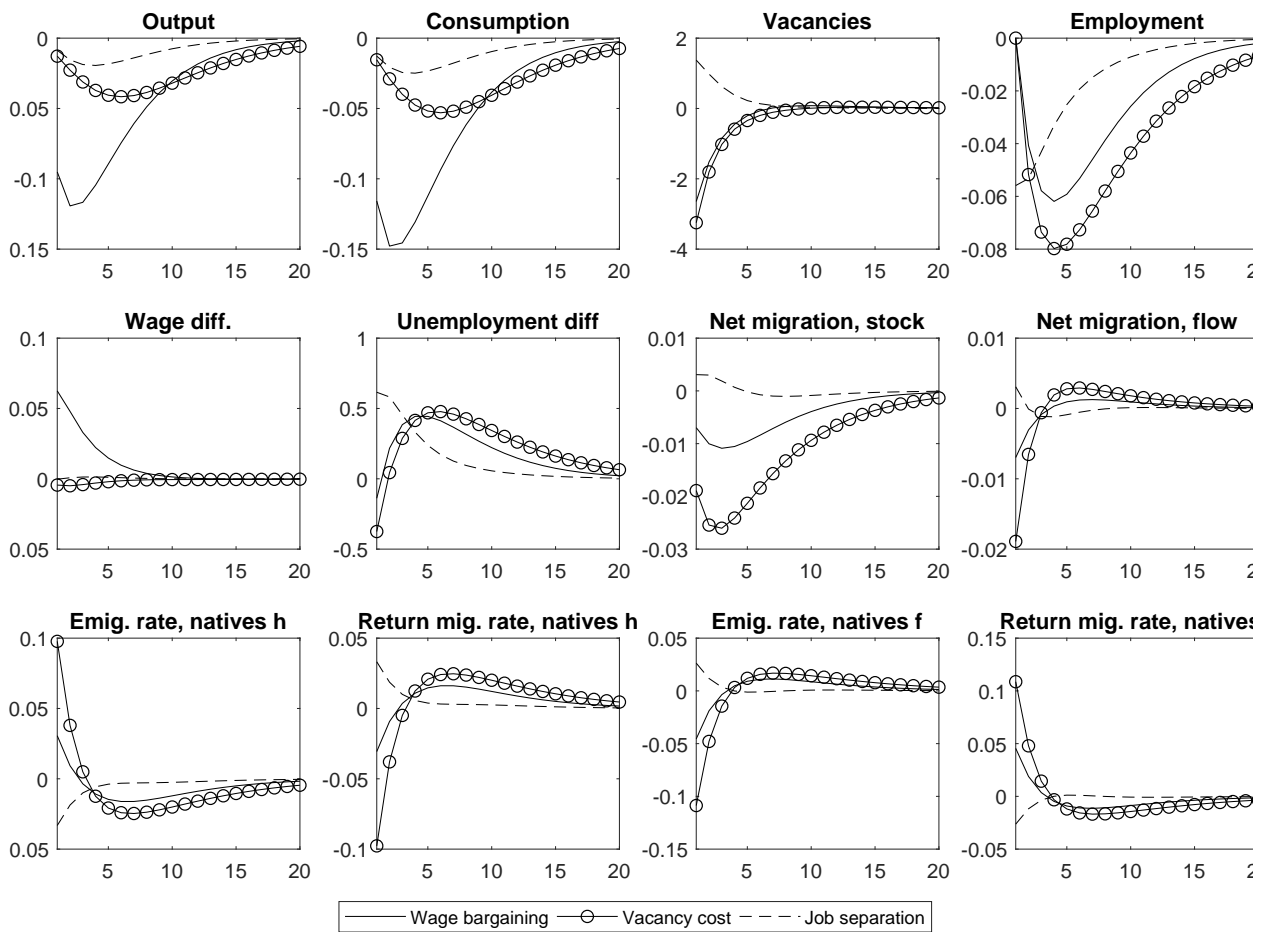 Output
0
0.05
-0.1
0.15
5 10 15 20
Consumption
0
-0.05
-0.1
-0.15
5 10 15 20
Vacancies
2
0
-2
-4
5 10 15 20
Employment
0
-0.02
-0.04
-0.06
-0.08
5 10 15 2
Wage diff.
0.1
0.05
0
0.05
5 10 15 20
Unemployment diff
1
0.5
0
-0.5
5 10 15 20
Net migration, stock
0.01
0
-0.01
-0.02
-0.03
5 10 15 20
Net migration, flow
0.01
0
-0.01
-0.02
5 10 15 2
Emig. rate, natives h
0.1
0.05
0
0.05
5 10 15 20
Return mig. rate, natives h
0.05
0
-0.05
-0.1
5 10 15 20
Emig. rate, natives f
0.05
0
-0.05
-0.1
-0.15
5 10 15 20
Return mig. rate, natives
0.15
0.1
0.05
0
-0.05
5 10 15 2
Wage bargaining Vacancy cost Job separation